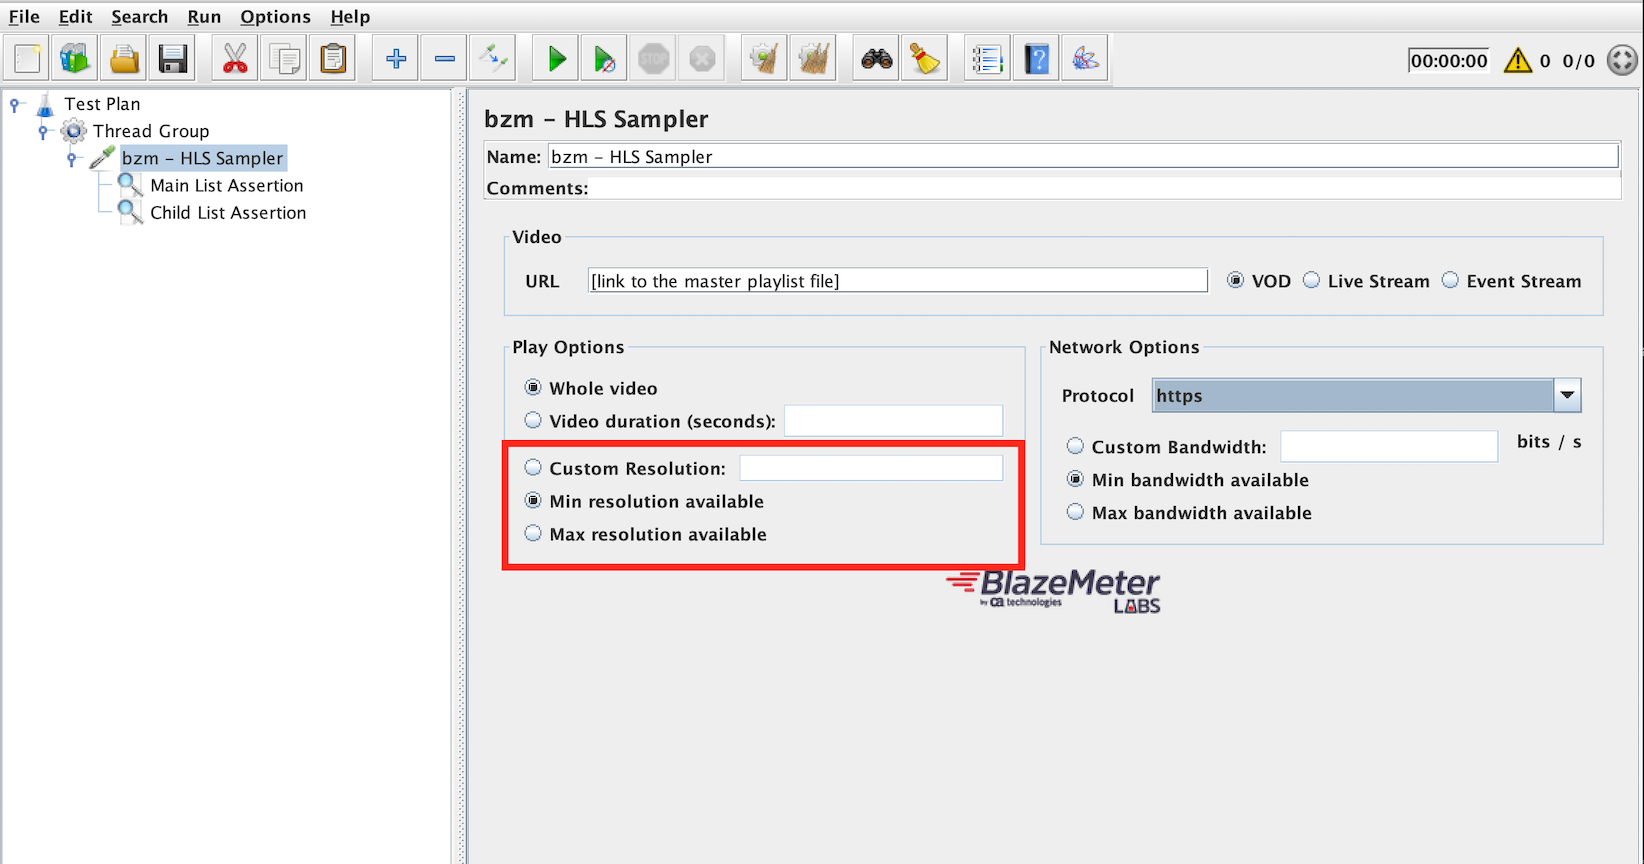 File Edit Search Run Options Help
STOP
00:00:00 0 0/0
Test Plan
Thread Group
bzm - HLS Sampler
Main List Assertion
Child List Assertion
bzm - HLS Sampler
Name: bzm - HLS Sampler
Comments:
Video
URL [link to the master playlist file] VOD Live Stream Event Stream
Play Options
Whole video
Video duration (seconds):
Custom Resolution:
Min resolution available
Max resolution available
Network Options
Protocol https
Custom Bandwidth: bits / s
Min bandwidth available
Max bandwidth available
BlazeMeter
by ca technologies LABS